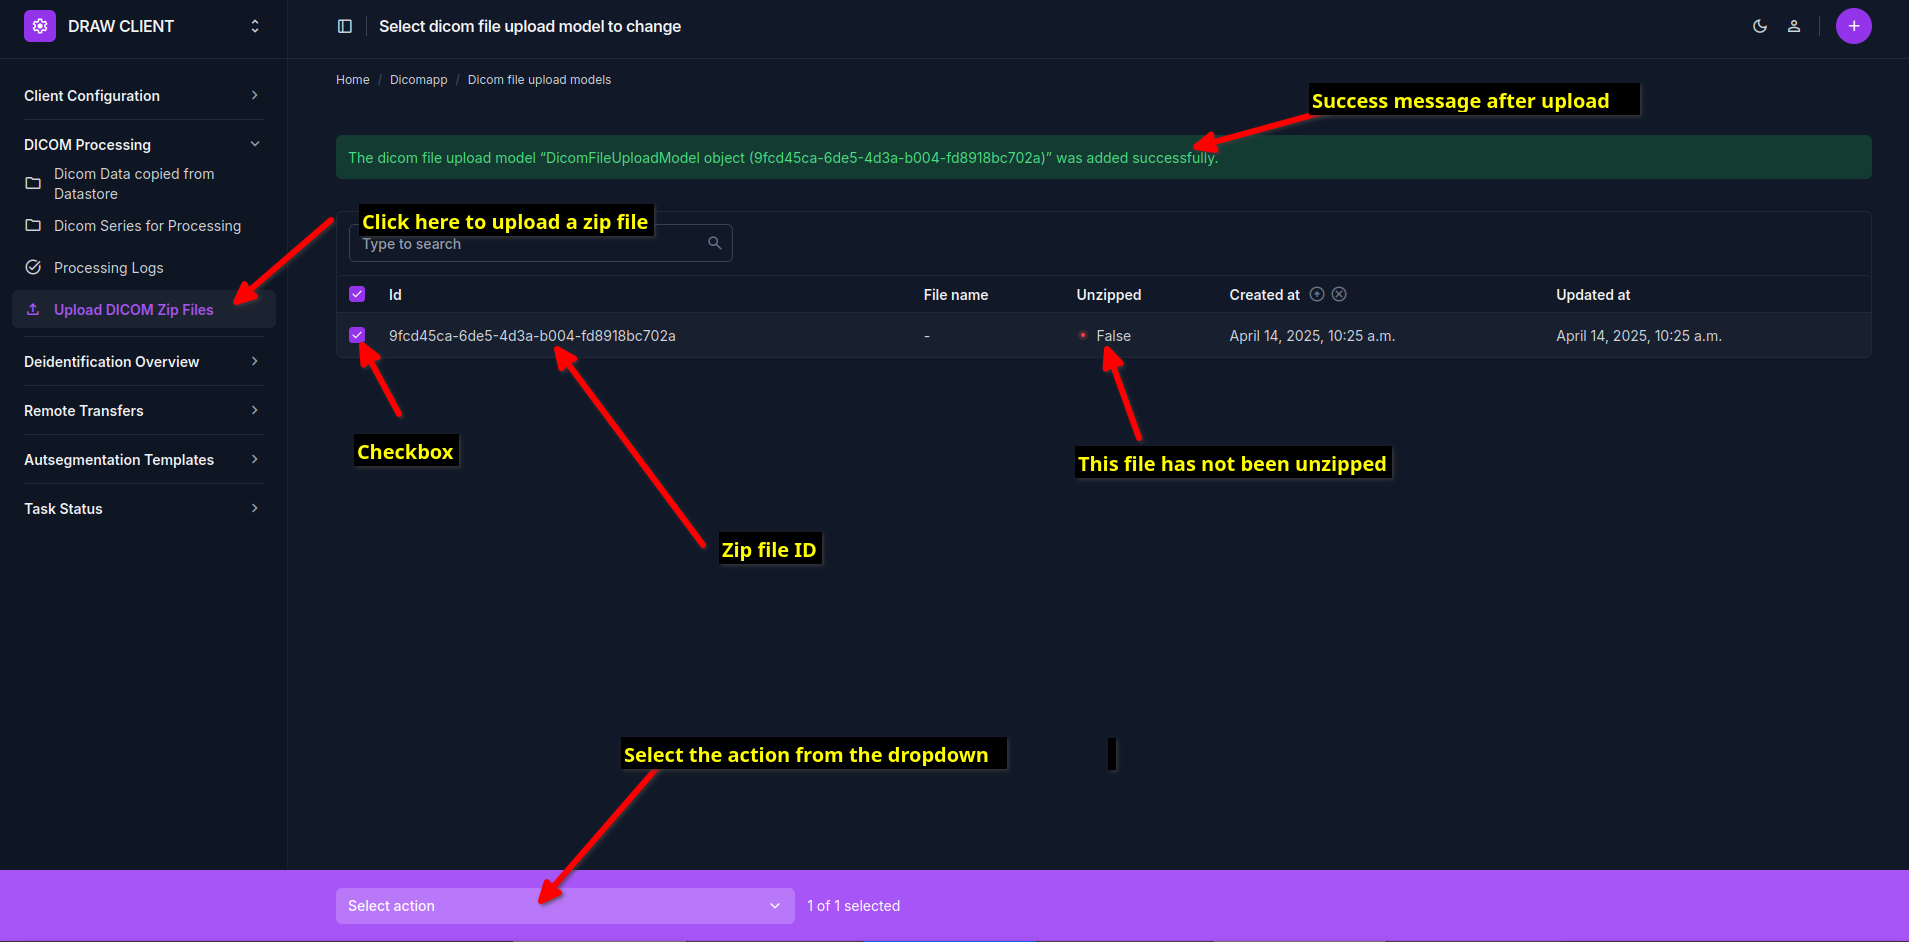 DRAW CLIENT
Select dicom file upload model to change
Home / Dicomapp / Dicom file upload models
Client Configuration
DICOM Processing
Dicom Data copied from
Datastore
Dicom Series for Processing
Processing Logs
Upload DICOM Zip Files
Deidentification Overview
Remote Transfers
Autsegmentation Templates
Task Status
Success message after upload
The dicom file upload model “DicomFileUploadModel object (9fcd45ca-6de5-4d3a-b004-fd8918bc702a)” was added successfully.
Click here to upload a zip file
Type to search
Id File name Unzipped Created at Updated at
9fcd45ca-6de5-4d3a-b004-fd8918bc702a - False April 14, 2025, 10:25 a.m. April 14, 2025, 10:25 a.m.
Checkbox
This file has not been unzipped
Zip file ID
Select the action from the dropdown
Select action 1 of 1 selected